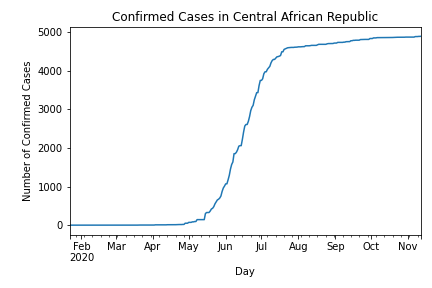 Confirmed Cases in Central African Republic
Number of Confirmed Cases
5000
4000
3000
2000
1000
0
Feb Mar Apr May Jun Jul Aug Sep Oct Nov
2020
Day